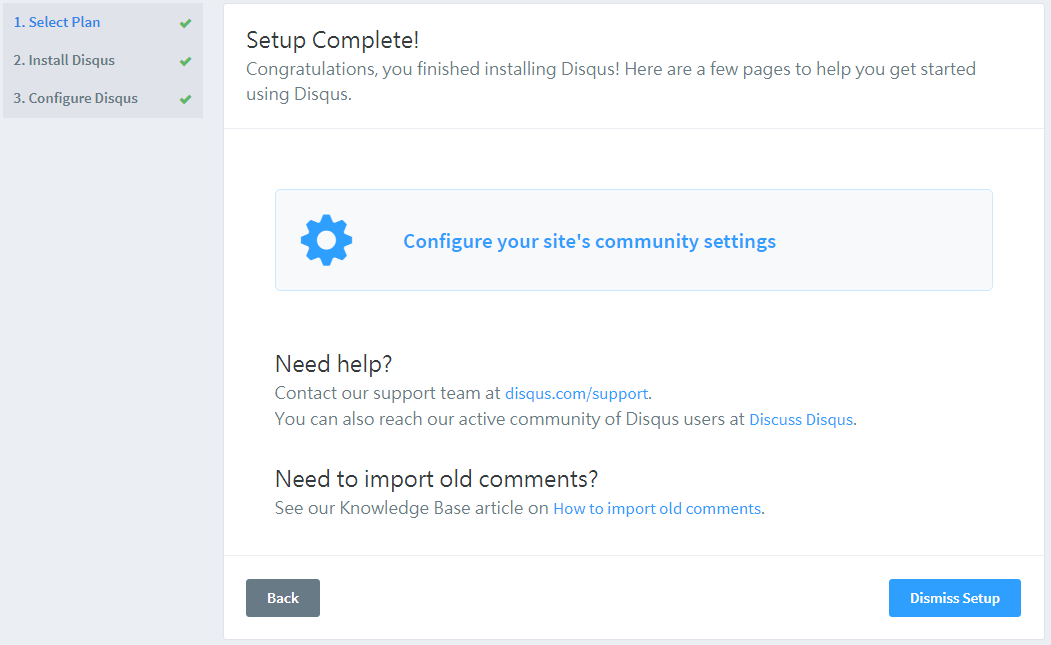 1. Select Plan
2. Install Disqus
3. Configure Disqus
Setup Complete!
Congratulations, you finished installing Disqus! Here are a few pages to help you get started
using Disqus.
Configure your site's community settings
Need help?
Contact our support team at disqus.com/support.
You can also reach our active community of Disqus users at Discuss Disqus.
Need to import old comments?
See our Knowledge Base article on How to import old comments.
Back
Dismiss Setup